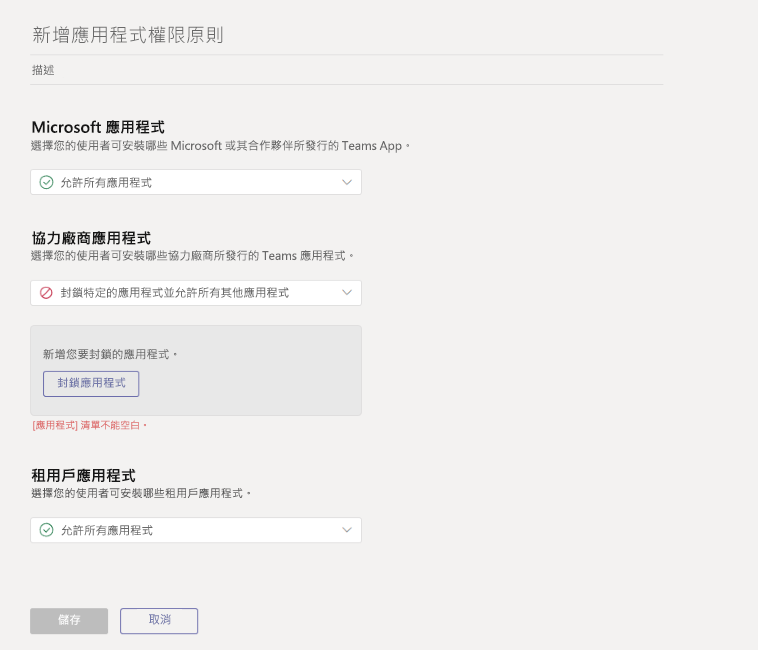 新增應用程式權限原則
描述
Microsoft 應用程式
選擇您的使用者可安裝哪些 Microsoft 或其合作夥伴所發行的 Teams App。
允許所有應用程式
協力廠商應用程式
選擇您的使用者可安裝哪些協力廠商所發行的 Teams 應用程式。
封鎖特定的應用程式並允許所有其他應用程式
新增您要封鎖的應用程式。
封鎖應用程式
[應用程式] 清單不能空白。
租用戶應用程式
選擇您的使用者可安裝哪些租用戶應用程式。
允許所有應用程式
儲存
取消